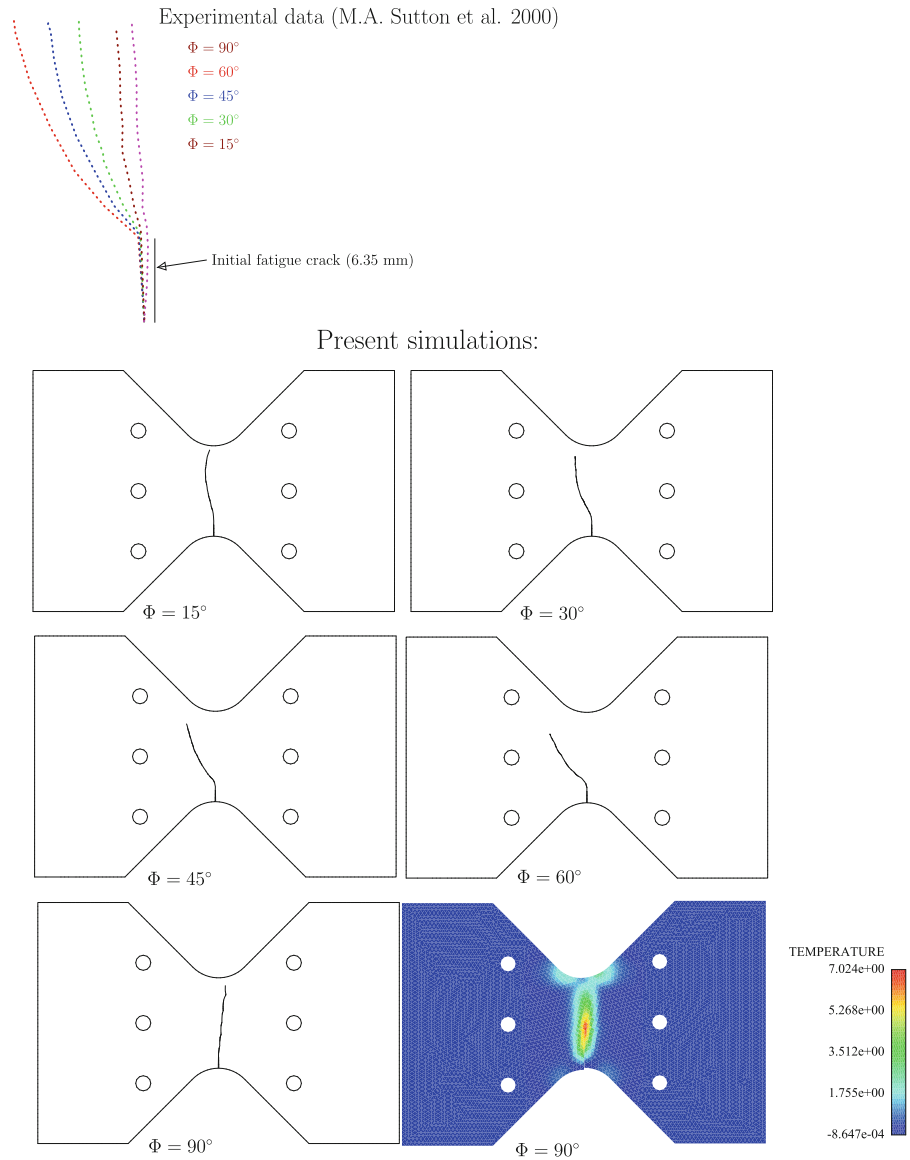 Experimental data (M.A. Sutton et al. 2000)
Φ = 90°
Φ = 60°
Φ = 45°
Φ = 30°
Φ = 15°
Initial fatigue crack (6.35 mm)
Present simulations:
Φ = 15°
Φ = 30°
Φ = 45°
Φ = 60°
Φ = 90°
Φ = 90°
TEMPERATURE
7.024e+00
5.268e+00
3.512e+00
1.755e+00
-8.647e-04